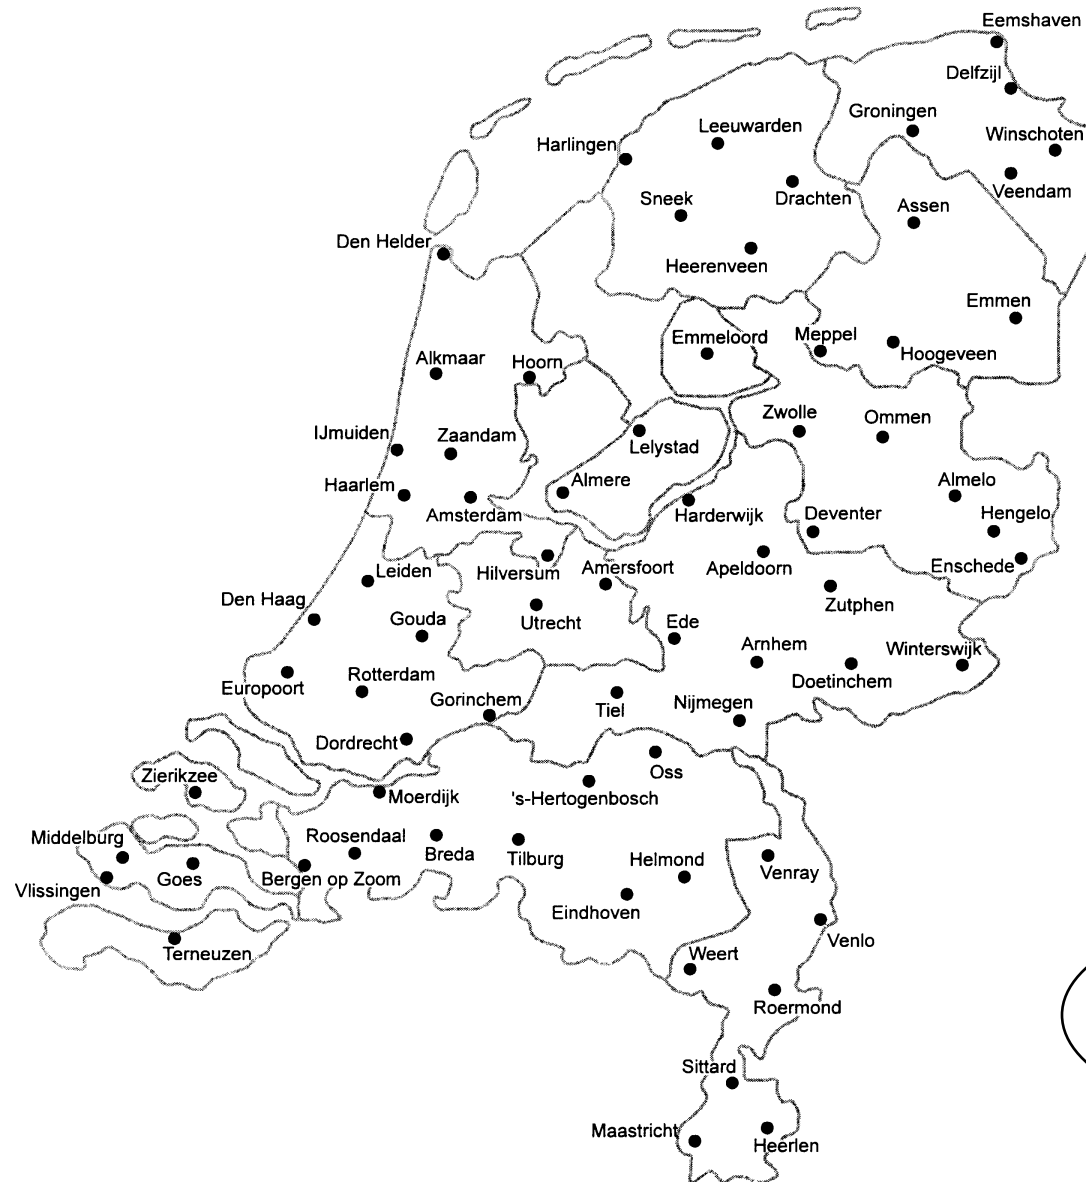 Eemshaven
Delfzijl
Groningen
Leeuwarden
Winschoten
Harlingen
Veendam
Drachten
Sneek
Assen
Den Helder
Heerenveen
Emmen
Emmeloord
Meppel
Hoogeveen
Alkmaar
Hoorn
Zwolle
Ommen
IJmuiden
Zaandam
Lelystad
Almere
Almelo
Haarlem
Amsterdam
Harderwijk
Deventer
Hengelo
Leiden
Hilversum
Amersfoort
Apeldoorn
Enschede
Den Haag
Zutphen
Gouda
Utrecht
Ede
Arnhem
Winterswijk
Rotterdam
Doetinchem
Europoort
Gorinchem
Tiel
Nijmegen
Dordrecht
Oss
Zierikzee
Moerdijk
's-Hertogenbosch
Middelburg
Roosendaal
Breda
Tilburg
Helmond
Venray
Vlissingen
Goes
Bergen op Zoom
Eindhoven
Venlo
Terneuzen
Weert
Roermond
Sittard
Maastricht
Heerlen